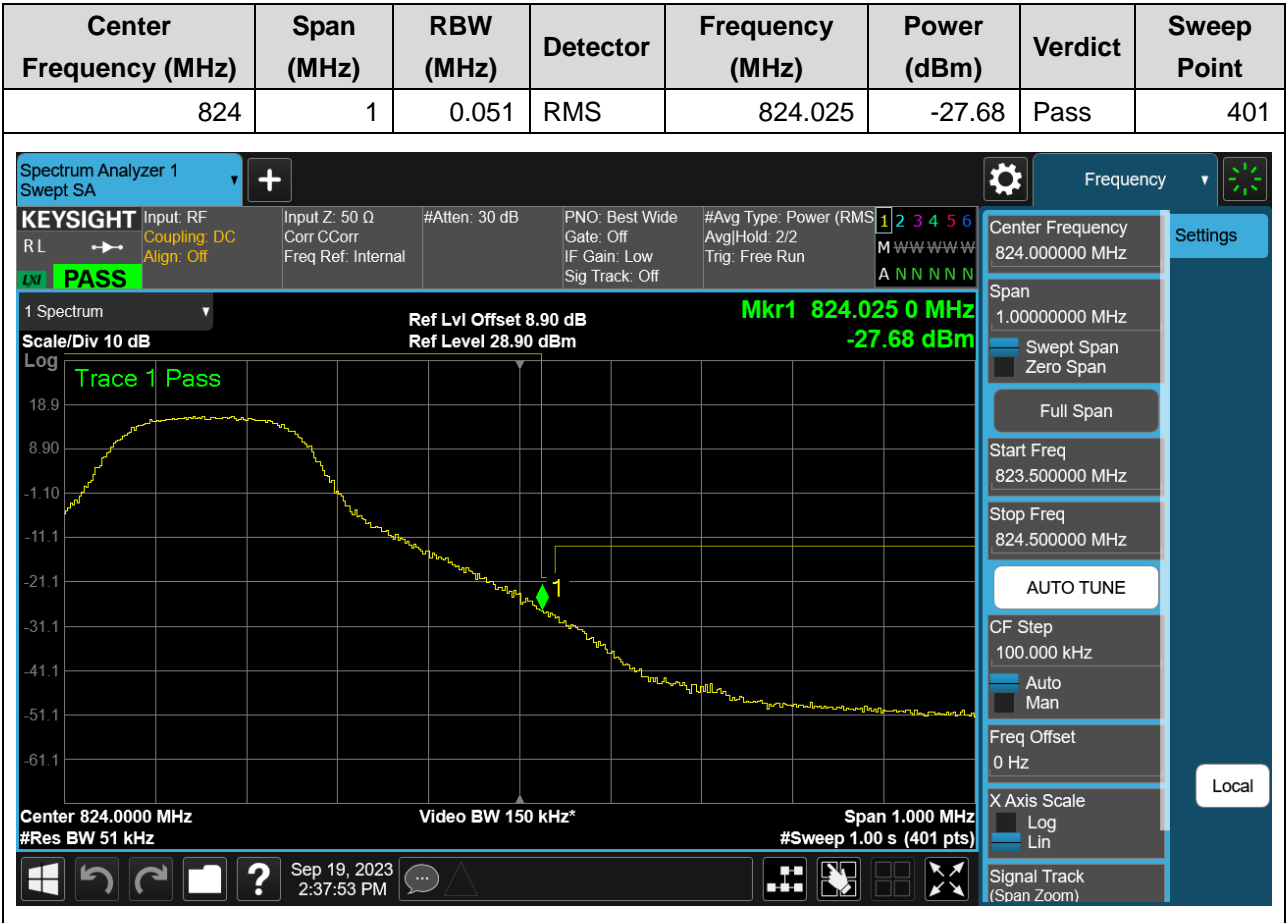 Center Frequency (MHz) Span (MHz) RBW (MHz) Detector Frequency (MHz) Power (dBm) Verdict Sweep Point
824 1 0.051 RMS 824.025 -27.68 Pass 401
Spectrum Analyzer 1
Swept SA
Frequency
KEYSIGHT
R L
LXI PASS
Input: RF
Coupling: DC
Align: Off
Input Z: 50 Ω
Corr CCorr
Freq Ref: Internal
#Atten: 30 dB
PNO: Best Wide
Gate: Off
IF Gain: Low
Sig Track: Off
#Avg Type: Power (RMS
Avg|Hold: 2/2
Trig: Free Run
1 2 3 4 5 6
M W W W W W
A N N N N N
1 Spectrum
Scale/Div 10 dB
Ref Lvl Offset 8.90 dB
Ref Level 28.90 dBm
Mkr1 824.025 0 MHz
-27.68 dBm
Log
Trace 1 Pass
18.9
8.90
-1.10
-11.1
-21.1
-31.1
-41.1
-51.1
-61.1
1
Center 824.0000 MHz
#Res BW 51 kHz
Video BW 150 kHz*
Span 1.000 MHz
#Sweep 1.00 s (401 pts)
Center Frequency
824.000000 MHz
Settings
Span
1.00000000 MHz
Swept Span
Zero Span
Full Span
Start Freq
823.500000 MHz
Stop Freq
824.500000 MHz
AUTO TUNE
CF Step
100.000 kHz
Auto
Man
Freq Offset
0 Hz
X Axis Scale
Log
Lin
Local
Signal Track
(Span Zoom)
?
Sep 19, 2023
2:37:53 PM